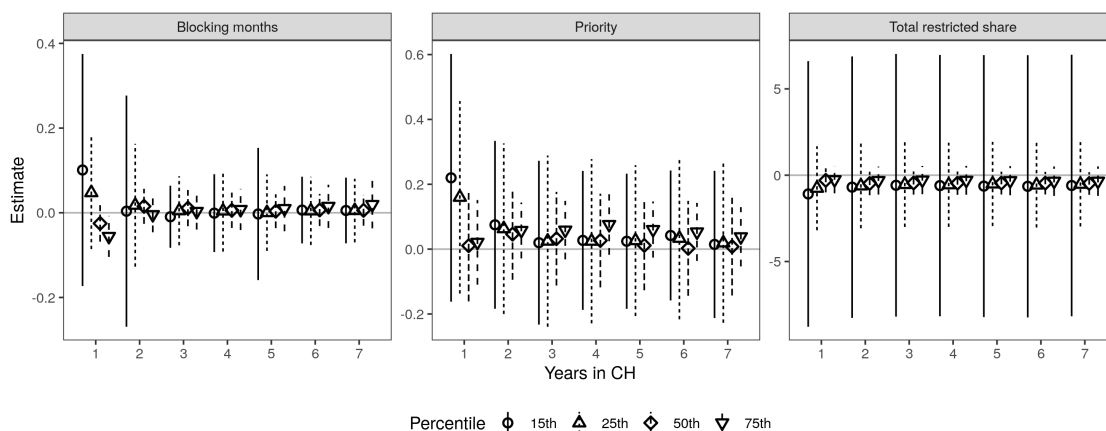 Blocking months
Priority
Total restricted share
Estimate
0.4
0.2
0.0
-0.2
0.6
0.4
0.2
0.0
-0.2
5
0
-5
1 2 3 4 5 6 7
1 2 3 4 5 6 7
1 2 3 4 5 6 7
Years in CH
Percentile 15th 25th 50th 75th